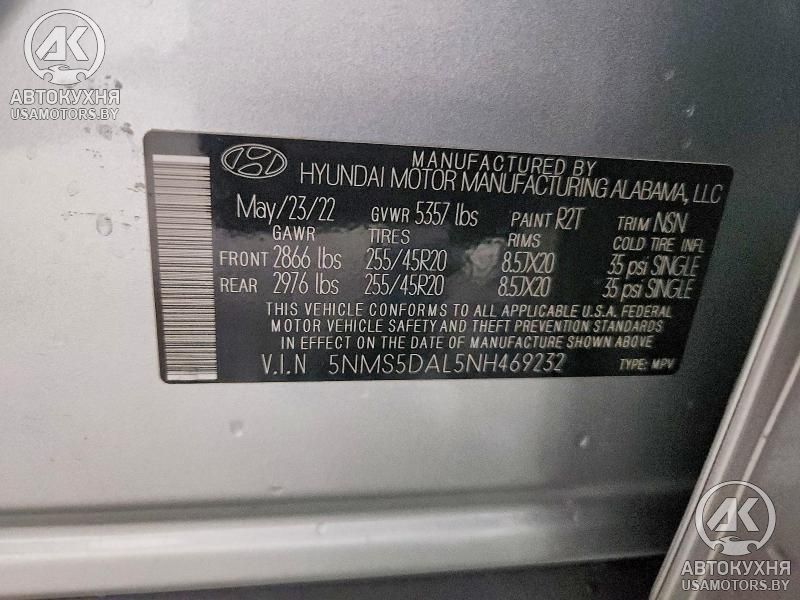 AK
АВТОКУХНЯ
USAMOTORS.BY
MANUFACTURED BY
HYUNDAI MOTOR MANUFACTURING ALABAMA, LLC
May/23/22 GVWR 5357 lbs PAINT R2T TRIM NSN
GAWR TIRES RIMS COLD TIRE INFL
FRONT 2866 lbs 255/45R20 8.5JX20 35 psi SINGLE
REAR 2976 lbs 255/45R20 8.5JX20 35 psi SINGLE
THIS VEHICLE CONFORMS TO ALL APPLICABLE U.S.A. FEDERAL
MOTOR VEHICLE SAFETY AND THEFT PREVENTION STANDARDS
IN EFFECT ON THE DATE OF MANUFACTURE SHOWN ABOVE
V.I.N 5NMS5DAL5NH469232 TYPE: MPV
AK
АВТОКУХНЯ
USAMOTORS.BY